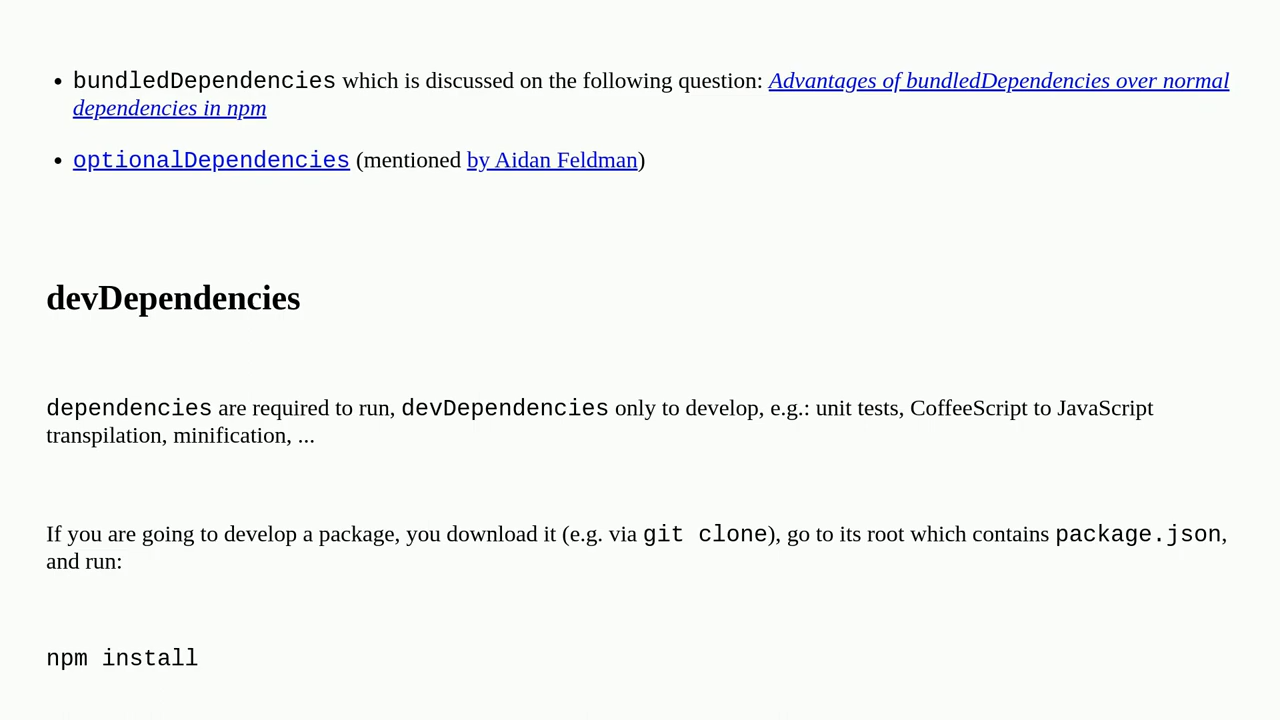 • bundledDependencies which is discussed on the following question: Advantages of bundledDependencies over normal
dependencies in npm
• optionalDependencies (mentioned by Aidan Feldman)
devDependencies
dependencies are required to run, devDependencies only to develop, e.g.: unit tests, CoffeeScript to JavaScript
transpilation, minification, ...
If you are going to develop a package, you download it (e.g. via git clone), go to its root which contains package.json,
and run:
npm install